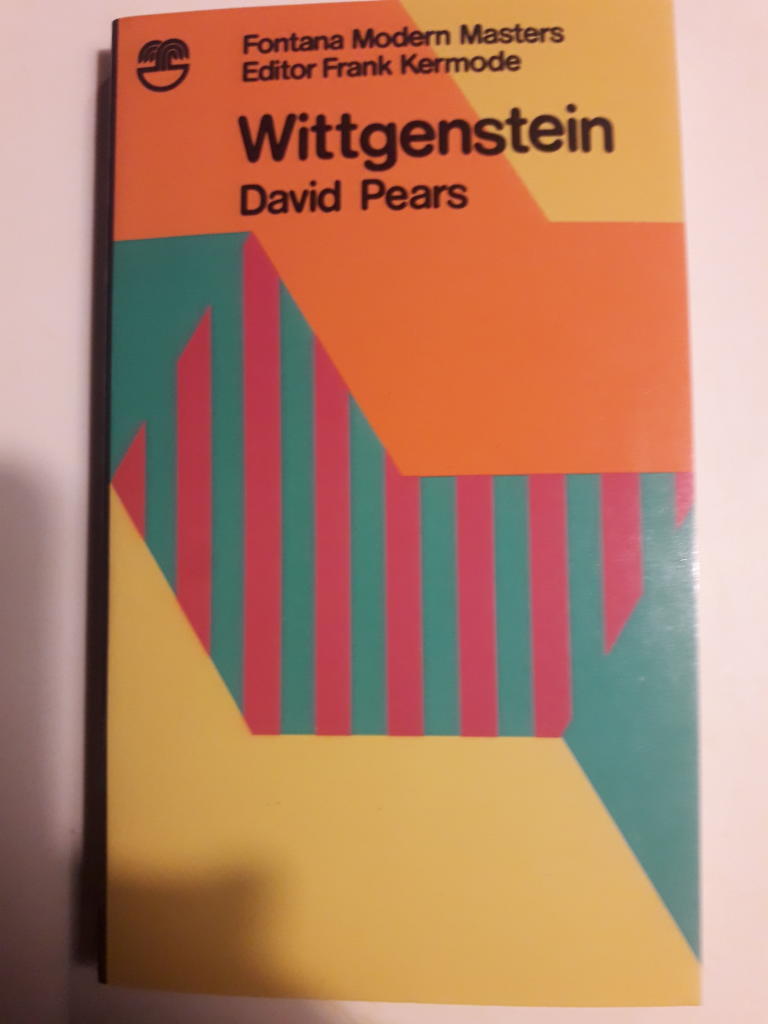 Fontana Modern Masters
Editor Frank Kermode
Wittgenstein
David Pears